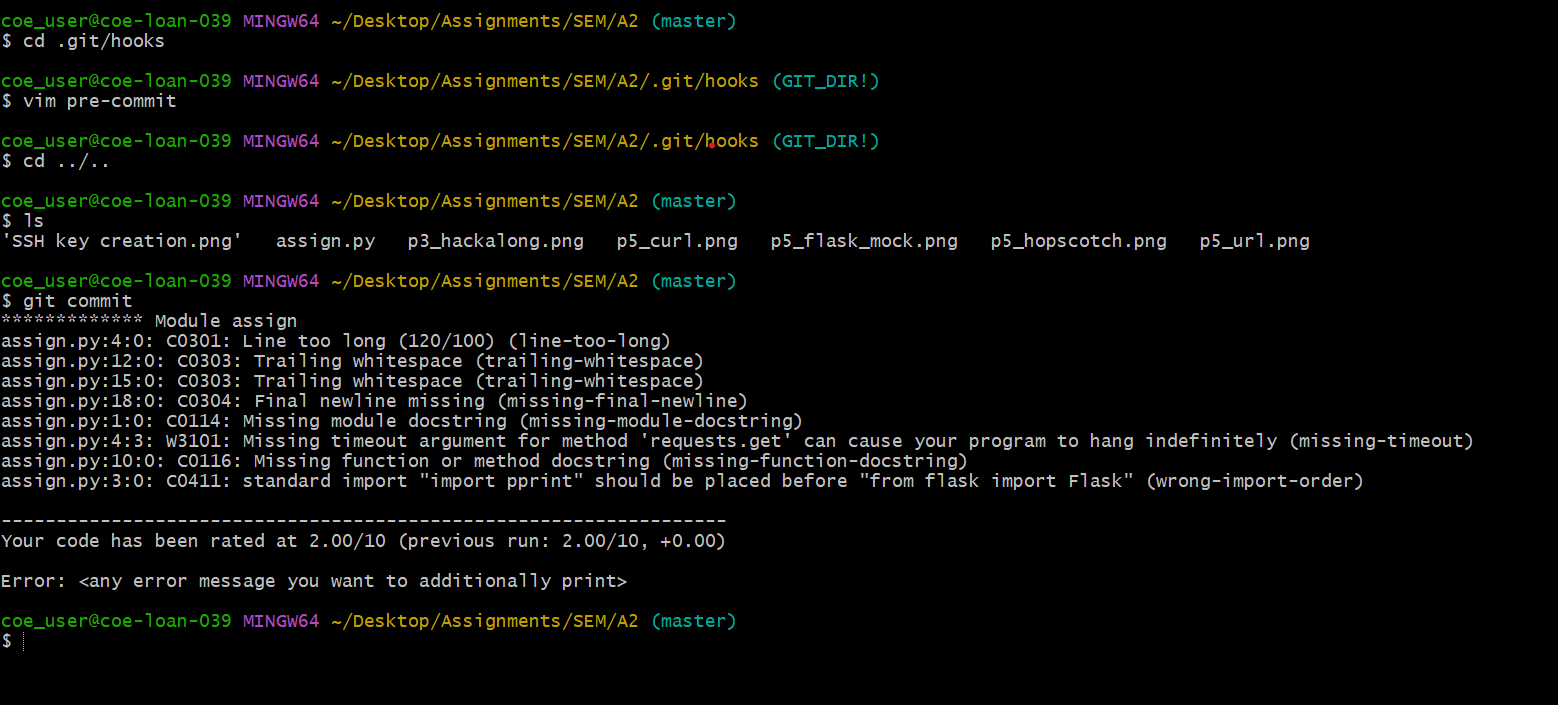 coe_user@coe-loan-039 MINGW64 ~/Desktop/Assignments/SEM/A2 (master)
$ cd .git/hooks
coe_user@coe-loan-039 MINGW64 ~/Desktop/Assignments/SEM/A2/.git/hooks (GIT_DIR!)
$ vim pre-commit
coe_user@coe-loan-039 MINGW64 ~/Desktop/Assignments/SEM/A2/.git/hooks (GIT_DIR!)
$ cd ../..
coe_user@coe-loan-039 MINGW64 ~/Desktop/Assignments/SEM/A2 (master)
$ ls
'SSH key creation.png'   assign.py   p3_hackalong.png   p5_curl.png   p5_flask_mock.png   p5_hopscotch.png   p5_url.png
coe_user@coe-loan-039 MINGW64 ~/Desktop/Assignments/SEM/A2 (master)
$ git commit
************* Module assign
assign.py:4:0: C0301: Line too long (120/100) (line-too-long)
assign.py:12:0: C0303: Trailing whitespace (trailing-whitespace)
assign.py:15:0: C0303: Trailing whitespace (trailing-whitespace)
assign.py:18:0: C0304: Final newline missing (missing-final-newline)
assign.py:1:0: C0114: Missing module docstring (missing-module-docstring)
assign.py:4:3: W3101: Missing timeout argument for method 'requests.get' can cause your program to hang indefinitely (missing-timeout)
assign.py:10:0: C0116: Missing function or method docstring (missing-function-docstring)
assign.py:3:0: C0411: standard import "import pprint" should be placed before "from flask import Flask" (wrong-import-order)
------------------------------------------------------------------
Your code has been rated at 2.00/10 (previous run: 2.00/10, +0.00)
Error: <any error message you want to additionally print>
coe_user@coe-loan-039 MINGW64 ~/Desktop/Assignments/SEM/A2 (master)
$